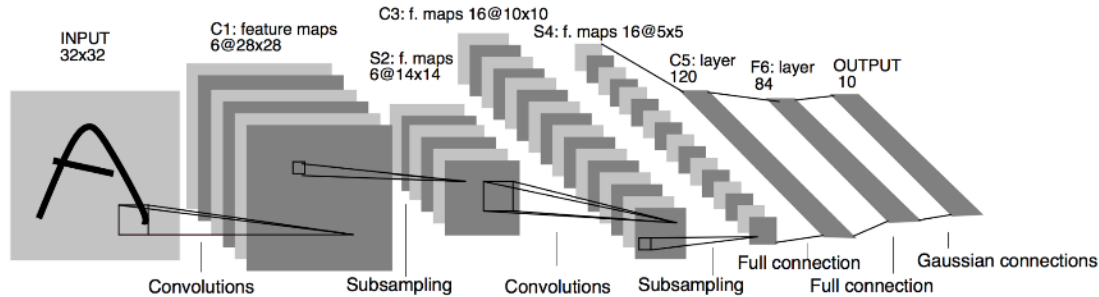 INPUT
32x32
C1: feature maps
6@28x28
S2: f. maps
6@14x14
C3: f. maps 16@10x10
S4: f. maps 16@5x5
C5: layer
120
F6: layer
84
OUTPUT
10
Convolutions
Subsampling
Convolutions
Subsampling
Full connection
Full connection
Gaussian connections
A